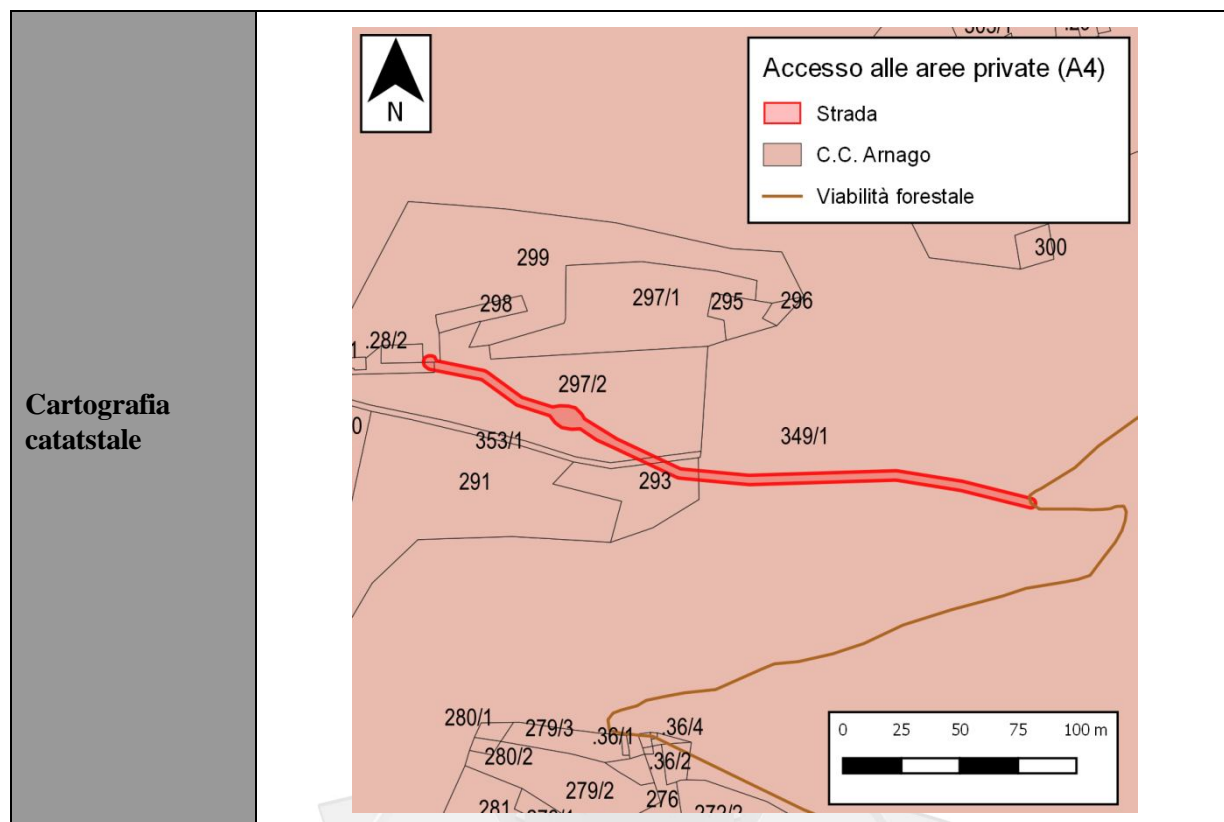 Cartografia
catatstale
N
Accesso alle aree private (A4)
Strada
C.C. Arnago
Viabilità forestale
300
299
298
297/1
295
296
.28/2
297/2
353/1
349/1
291
293
280/1
279/3
.36/1
.36/4
280/2
.36/2
279/2
276
281
0 25 50 75 100 m